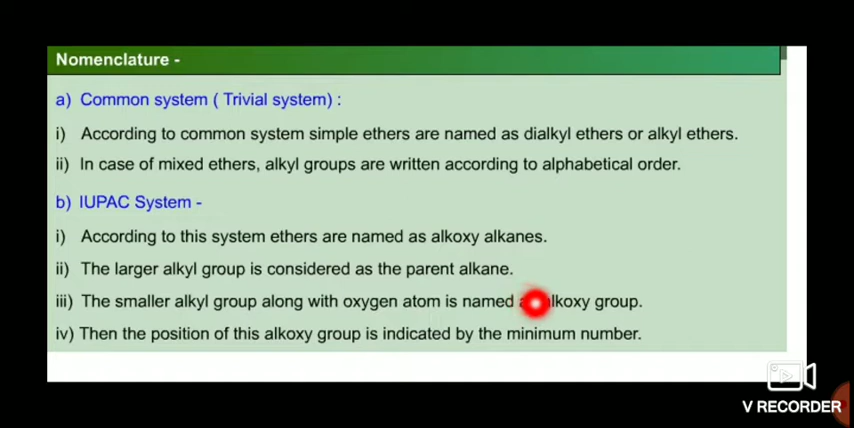 Nomenclature -
a) Common system ( Trivial system) :
i) According to common system simple ethers are named as dialkyl ethers or alkyl ethers.
ii) In case of mixed ethers, alkyl groups are written according to alphabetical order.
b) IUPAC System -
i) According to this system ethers are named as alkoxy alkanes.
ii) The larger alkyl group is considered as the parent alkane.
iii) The smaller alkyl group along with oxygen atom is named as alkoxy group.
iv) Then the position of this alkoxy group is indicated by the minimum number.
V RECORDER